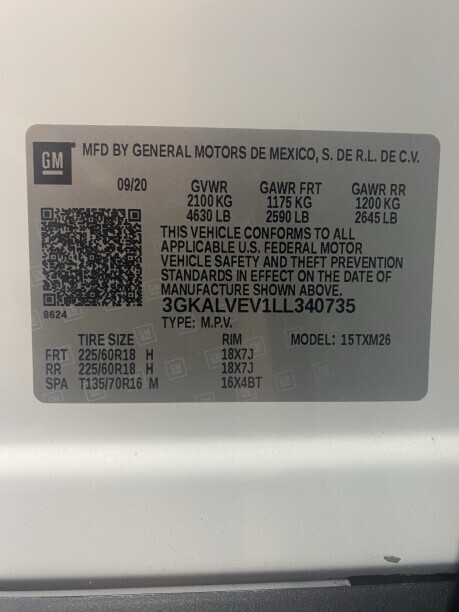 GM MFD BY GENERAL MOTORS DE MEXICO, S. DE R.L. DE C.V.
09/20 GVWR GAWR FRT GAWR RR
2100 KG 1175 KG 1200 KG
4630 LB 2590 LB 2645 LB
THIS VEHICLE CONFORMS TO ALL
APPLICABLE U.S. FEDERAL MOTOR
VEHICLE SAFETY AND THEFT PREVENTION
STANDARDS IN EFFECT ON THE DATE OF
MANUFACTURE SHOWN ABOVE.
3GKALVEV1LL340735
8624 TYPE: M.P.V.
TIRE SIZE RIM MODEL: 15TXM26
FRT 225/60R18 H 18X7J
RR 225/60R18 H 18X7J
SPA T135/70R16 M 16X4BT